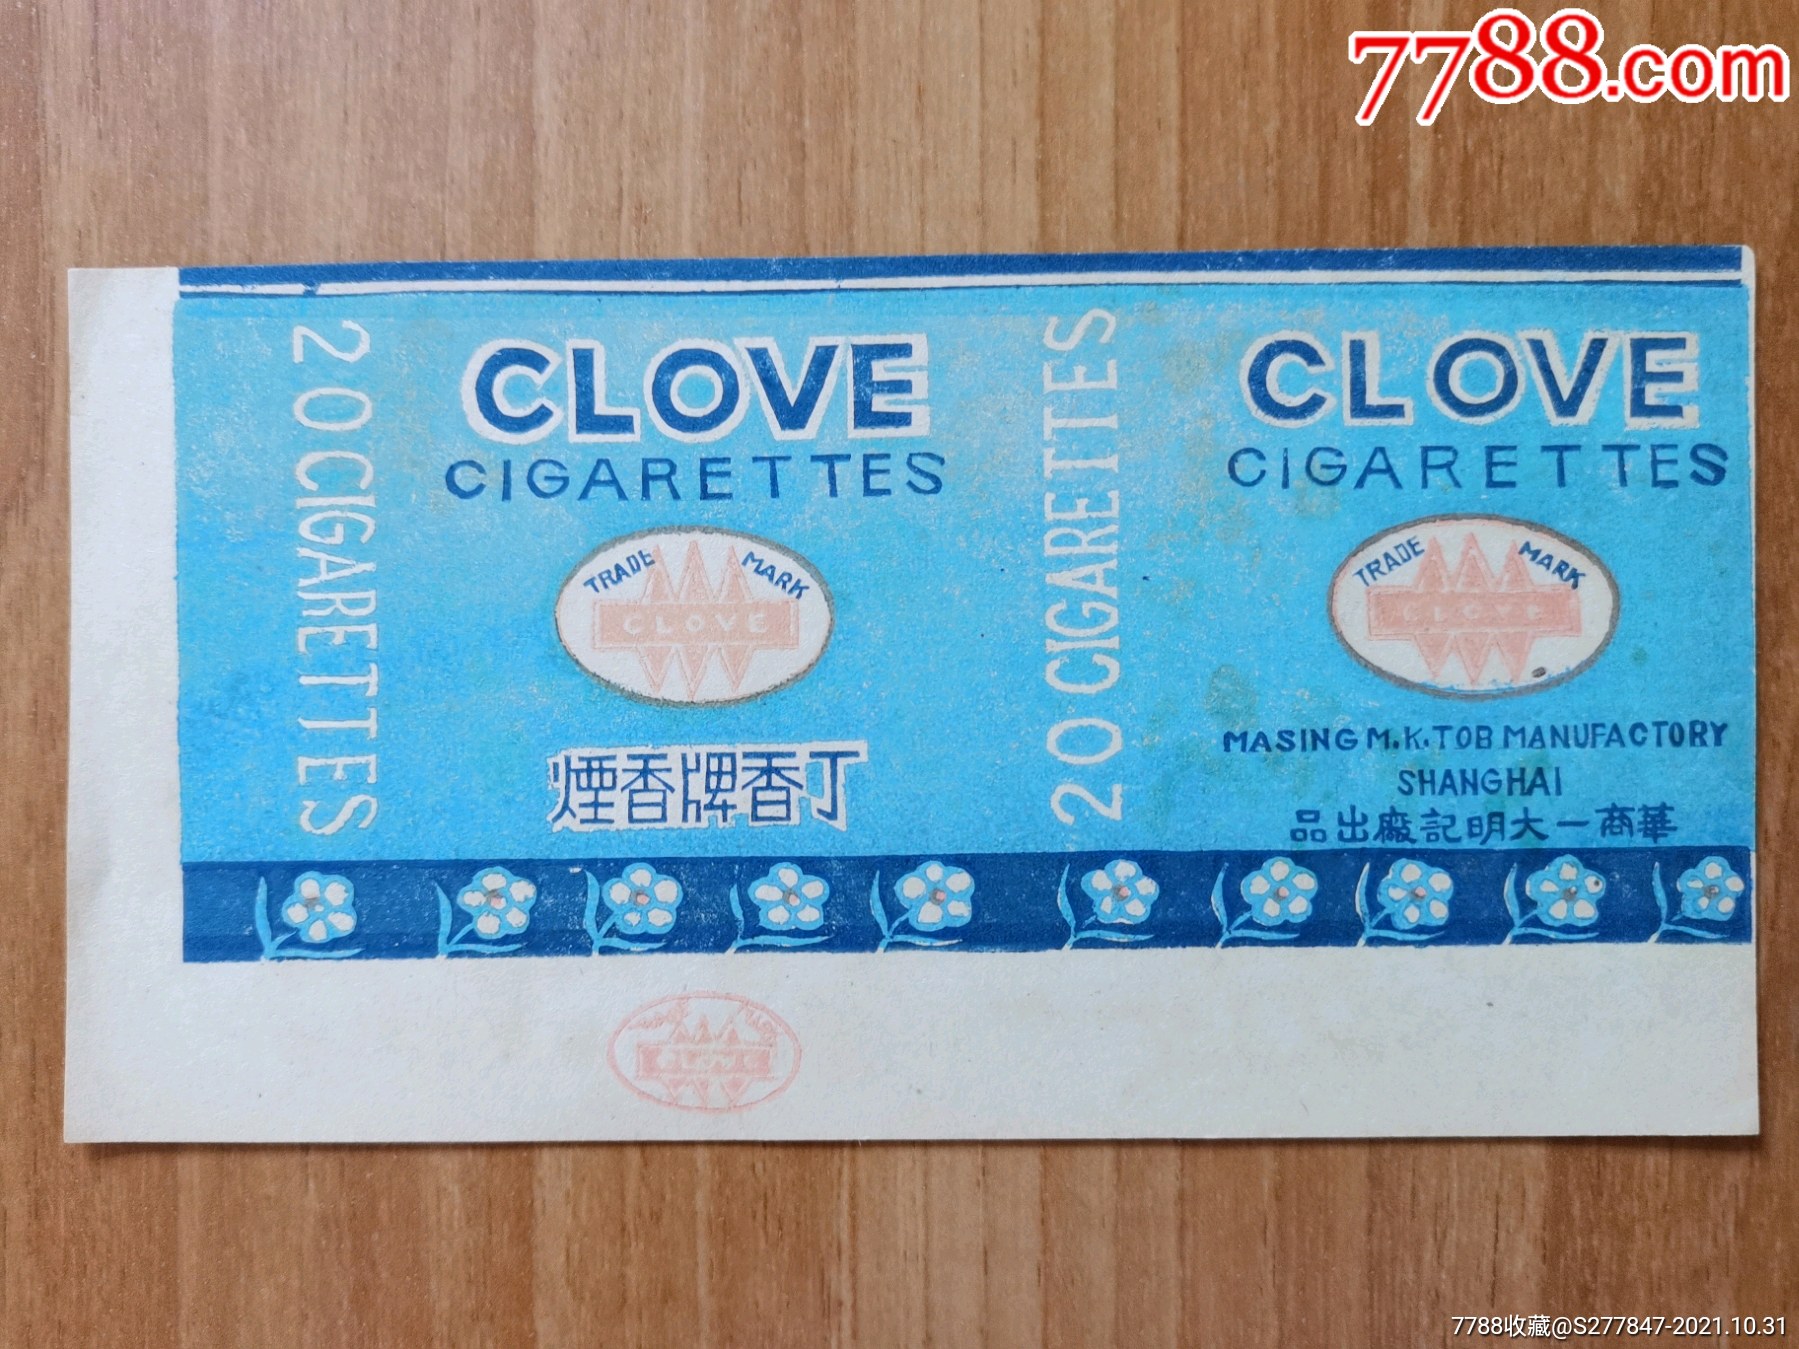 7788.com
20 CIGARETTES
CLOVE
CIGARETTES
TRADE MARK
CLOVE
丁香牌香煙
20 CIGARETTES
CLOVE
CIGARETTES
TRADE MARK
CLOVE
MASING M.K.TOB MANUFACTORY
SHANGHAI
華商一大明記廠出品
CLOVE
7788收藏@S277847-2021.10.31